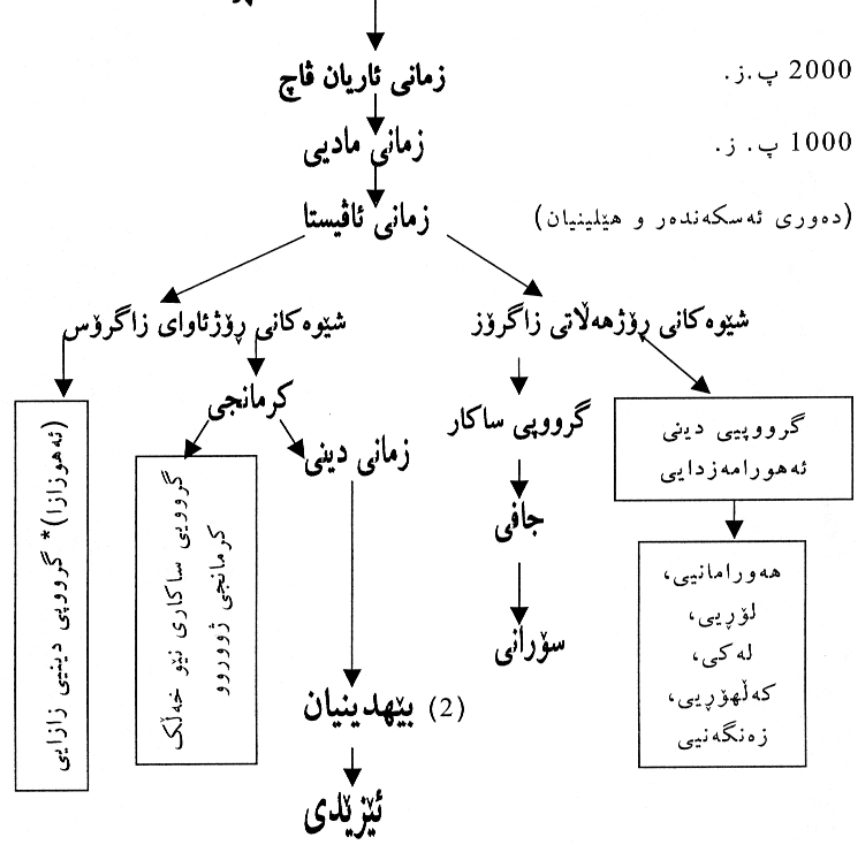 زمانی ئاریان ڤاچ
2000 پ.ز.
زمانی مادیی
1000 پ. ز.
زمانی ئاڤیستا
(دەوری ئەسکەندەر و هێلینیان)
شێوەکانی رۆژهەڵاتی زاگرۆز
شێوەکانی ڕۆژئاوای زاگرۆس
گرووپیی دینی
ئەهورامەزدایی
گرووپی ساکار
کرمانجی
زمانی دینی
جافی
سۆرانی
هەورامانیی،
لۆڕیی،
لەکی،
کەڵهۆڕیی،
زەنگەنیی
گرووپی ساکاری نێو خەڵک
کرمانجی ژووروو
(ئەهوزازا)* گرووپی دینیی زازایی
بێهدینیان (2)
ئێزێدی